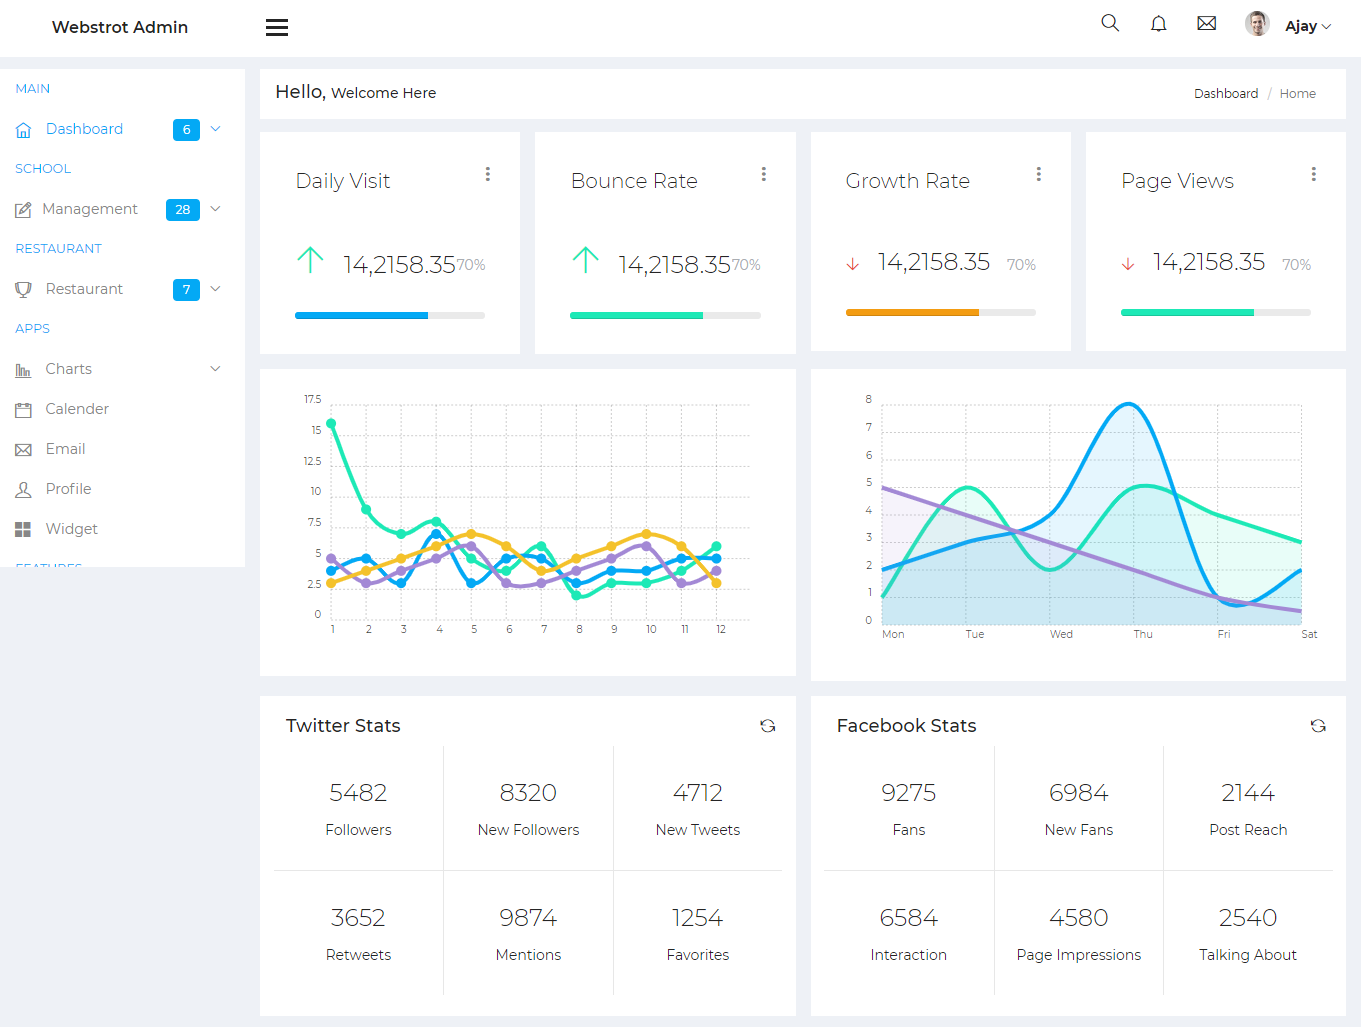 Webstrot Admin
Ajay
MAIN
Dashboard 6
SCHOOL
Management 28
RESTAURANT
Restaurant 7
APPS
Charts
Calender
Email
Profile
Widget
FEATURES
Hello, Welcome Here
Dashboard / Home
Daily Visit
14,2158.35 70%
Bounce Rate
14,2158.35 70%
Growth Rate
14,2158.35 70%
Page Views
14,2158.35 70%
17.5
15
12.5
10
7.5
5
2.5
0
1 2 3 4 5 6 7 8 9 10 11 12
8
7
6
5
4
3
2
1
0
Mon Tue Wed Thu Fri Sat
Twitter Stats
5482 8320 4712
Followers New Followers New Tweets
3652 9874 1254
Retweets Mentions Favorites
Facebook Stats
9275 6984 2144
Fans New Fans Post Reach
6584 4580 2540
Interaction Page Impressions Talking About